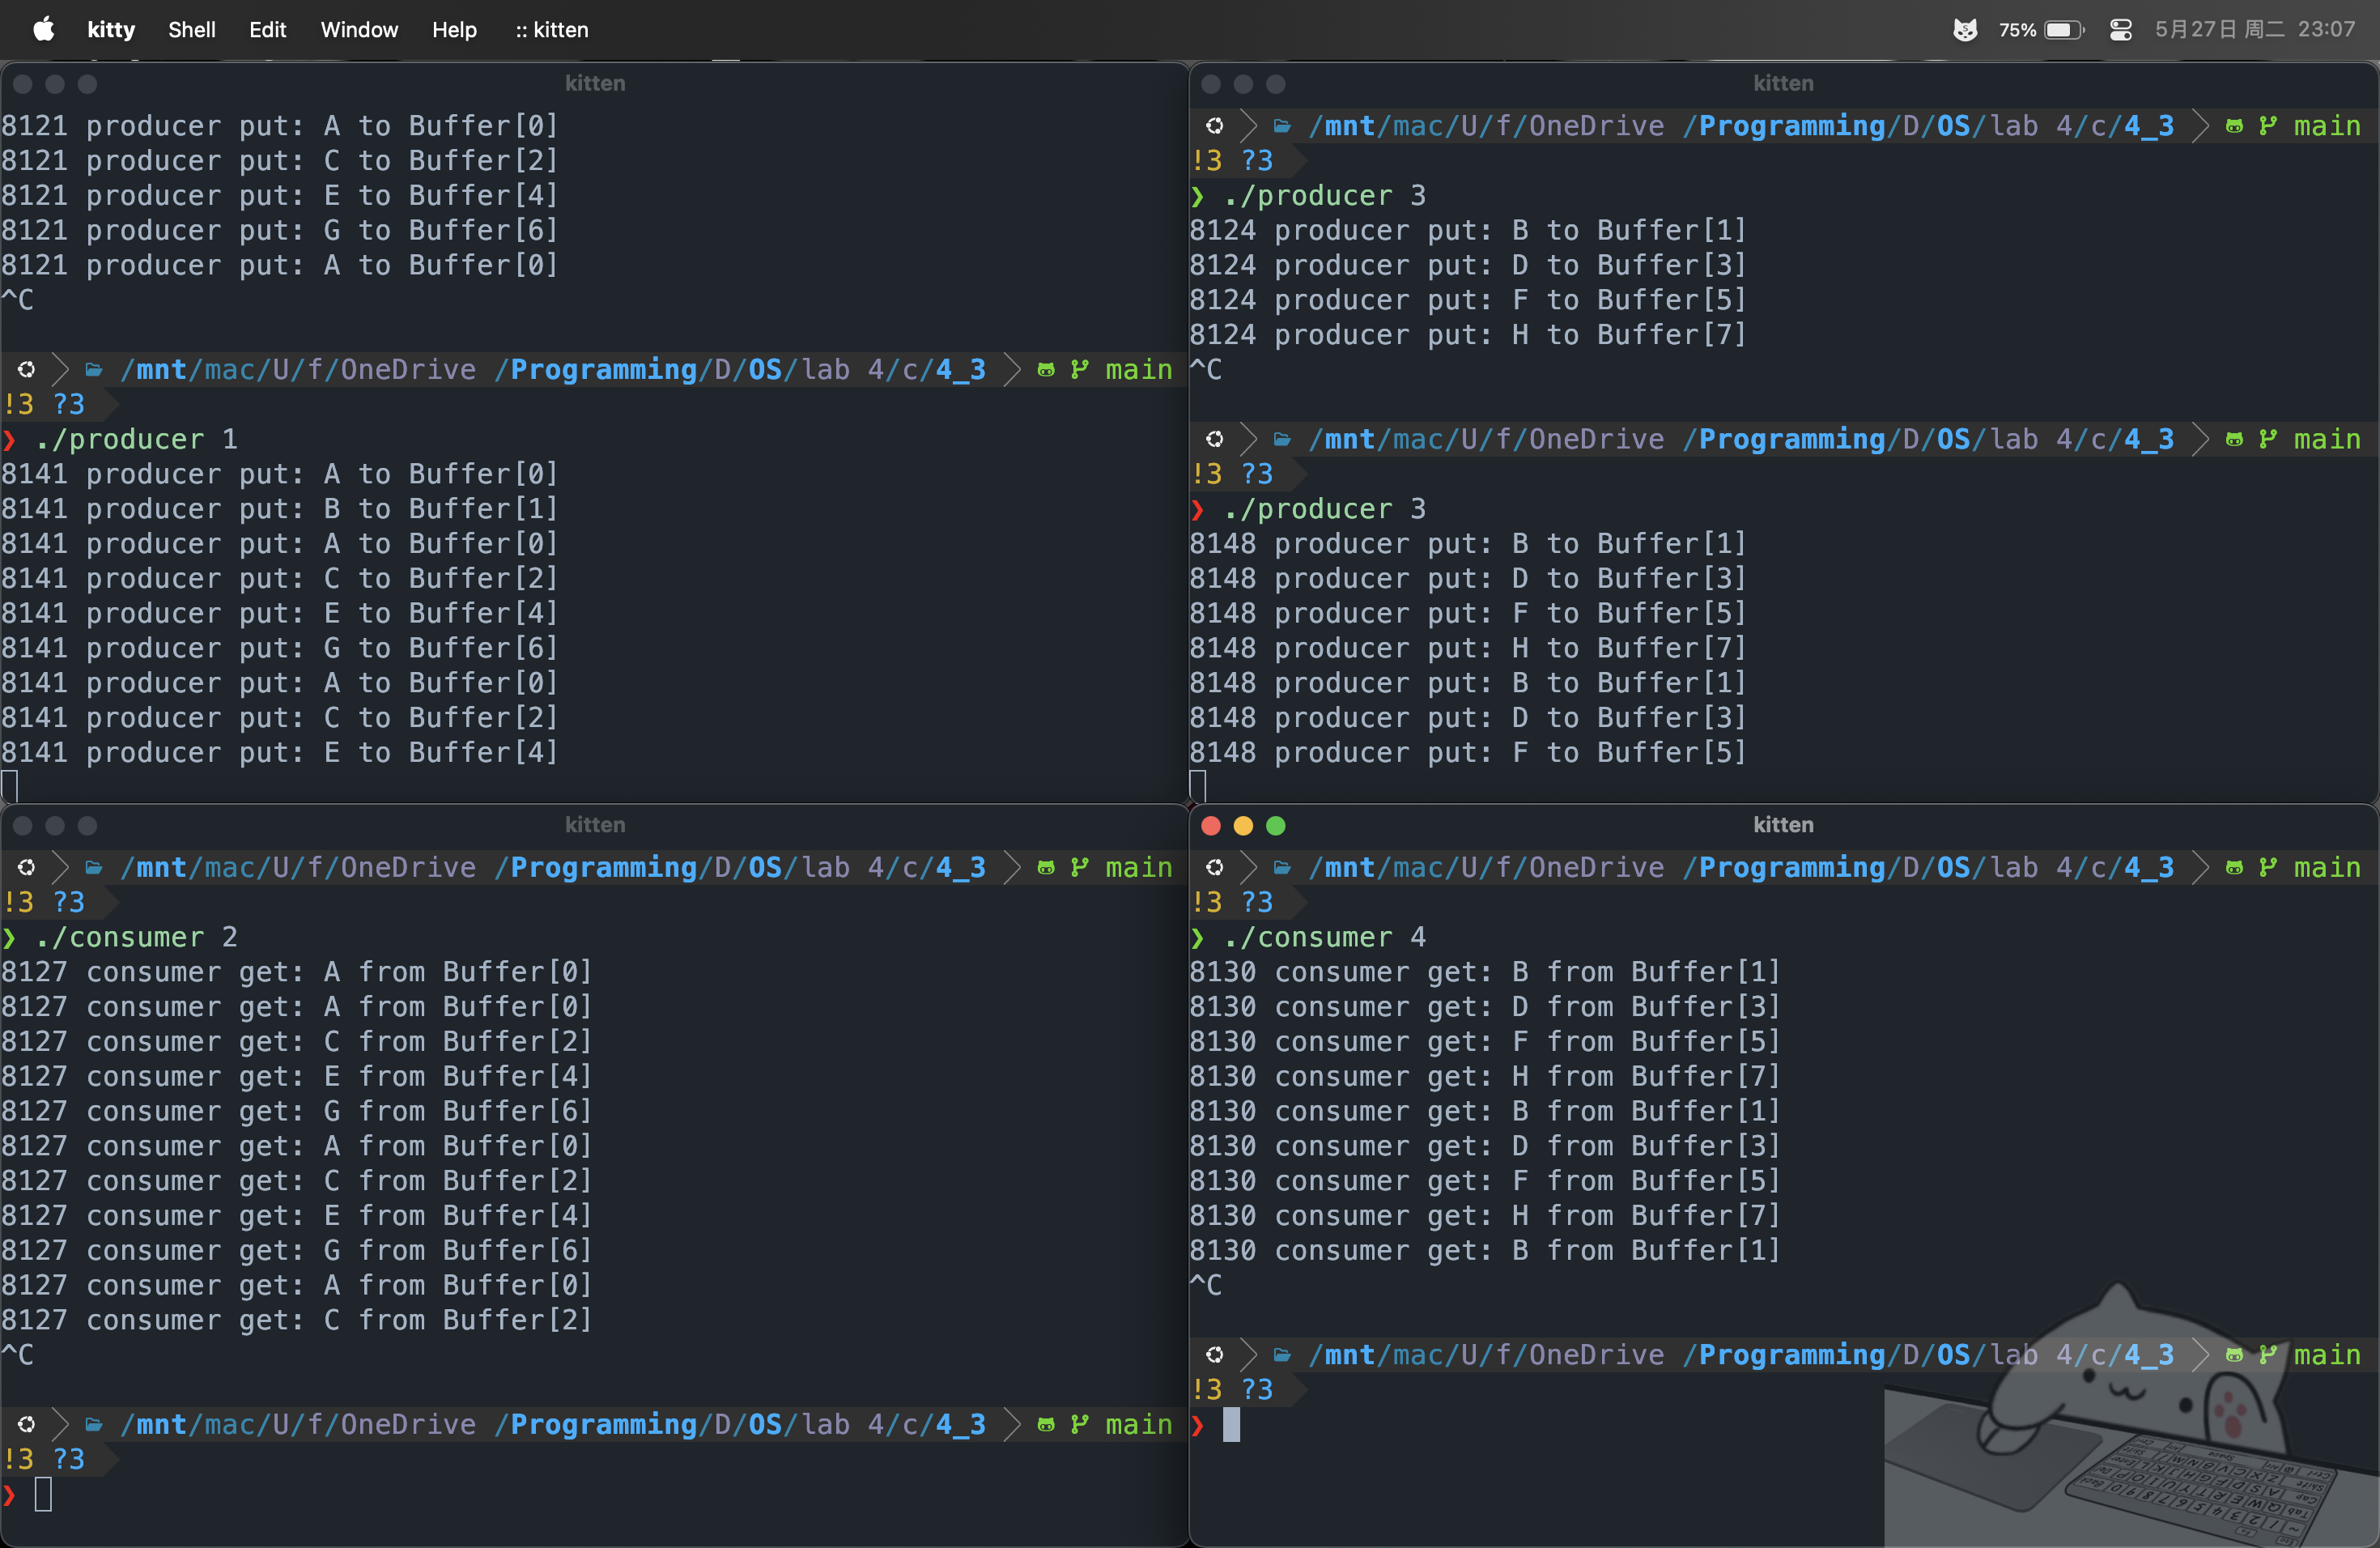 kitty Shell Edit Window Help :: kitten 75% 5月27日 周二 23:07
kitten
8121 producer put: A to Buffer[0]
8121 producer put: C to Buffer[2]
8121 producer put: E to Buffer[4]
8121 producer put: G to Buffer[6]
8121 producer put: A to Buffer[0]
^C
/mnt/mac/U/f/OneDrive /Programming/D/OS/lab 4/c/4_3 main
!3 ?3
❯ ./producer 1
8141 producer put: A to Buffer[0]
8141 producer put: B to Buffer[1]
8141 producer put: A to Buffer[0]
8141 producer put: C to Buffer[2]
8141 producer put: E to Buffer[4]
8141 producer put: G to Buffer[6]
8141 producer put: A to Buffer[0]
8141 producer put: C to Buffer[2]
8141 producer put: E to Buffer[4]
kitten
/mnt/mac/U/f/OneDrive /Programming/D/OS/lab 4/c/4_3 main
!3 ?3
❯ ./producer 3
8124 producer put: B to Buffer[1]
8124 producer put: D to Buffer[3]
8124 producer put: F to Buffer[5]
8124 producer put: H to Buffer[7]
^C
/mnt/mac/U/f/OneDrive /Programming/D/OS/lab 4/c/4_3 main
!3 ?3
❯ ./producer 3
8148 producer put: B to Buffer[1]
8148 producer put: D to Buffer[3]
8148 producer put: F to Buffer[5]
8148 producer put: H to Buffer[7]
8148 producer put: B to Buffer[1]
8148 producer put: D to Buffer[3]
8148 producer put: F to Buffer[5]
kitten
/mnt/mac/U/f/OneDrive /Programming/D/OS/lab 4/c/4_3 main
!3 ?3
❯ ./consumer 2
8127 consumer get: A from Buffer[0]
8127 consumer get: A from Buffer[0]
8127 consumer get: C from Buffer[2]
8127 consumer get: E from Buffer[4]
8127 consumer get: G from Buffer[6]
8127 consumer get: A from Buffer[0]
8127 consumer get: C from Buffer[2]
8127 consumer get: E from Buffer[4]
8127 consumer get: G from Buffer[6]
8127 consumer get: A from Buffer[0]
8127 consumer get: C from Buffer[2]
^C
/mnt/mac/U/f/OneDrive /Programming/D/OS/lab 4/c/4_3 main
!3 ?3
❯
kitten
/mnt/mac/U/f/OneDrive /Programming/D/OS/lab 4/c/4_3 main
!3 ?3
❯ ./consumer 4
8130 consumer get: B from Buffer[1]
8130 consumer get: D from Buffer[3]
8130 consumer get: F from Buffer[5]
8130 consumer get: H from Buffer[7]
8130 consumer get: B from Buffer[1]
8130 consumer get: D from Buffer[3]
8130 consumer get: F from Buffer[5]
8130 consumer get: H from Buffer[7]
8130 consumer get: B from Buffer[1]
^C
/mnt/mac/U/f/OneDrive /Programming/D/OS/lab 4/c/4_3 main
!3 ?3
❯